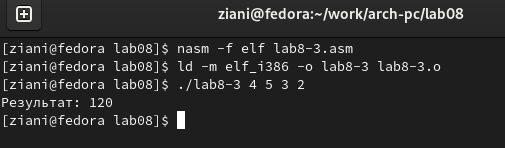 ziani@fedora:~/work/arch-pc/lab08
[ziani@fedora lab08]$ nasm -f elf lab8-3.asm
[ziani@fedora lab08]$ ld -m elf_i386 -o lab8-3 lab8-3.o
[ziani@fedora lab08]$ ./lab8-3 4 5 3 2
Результат: 120
[ziani@fedora lab08]$